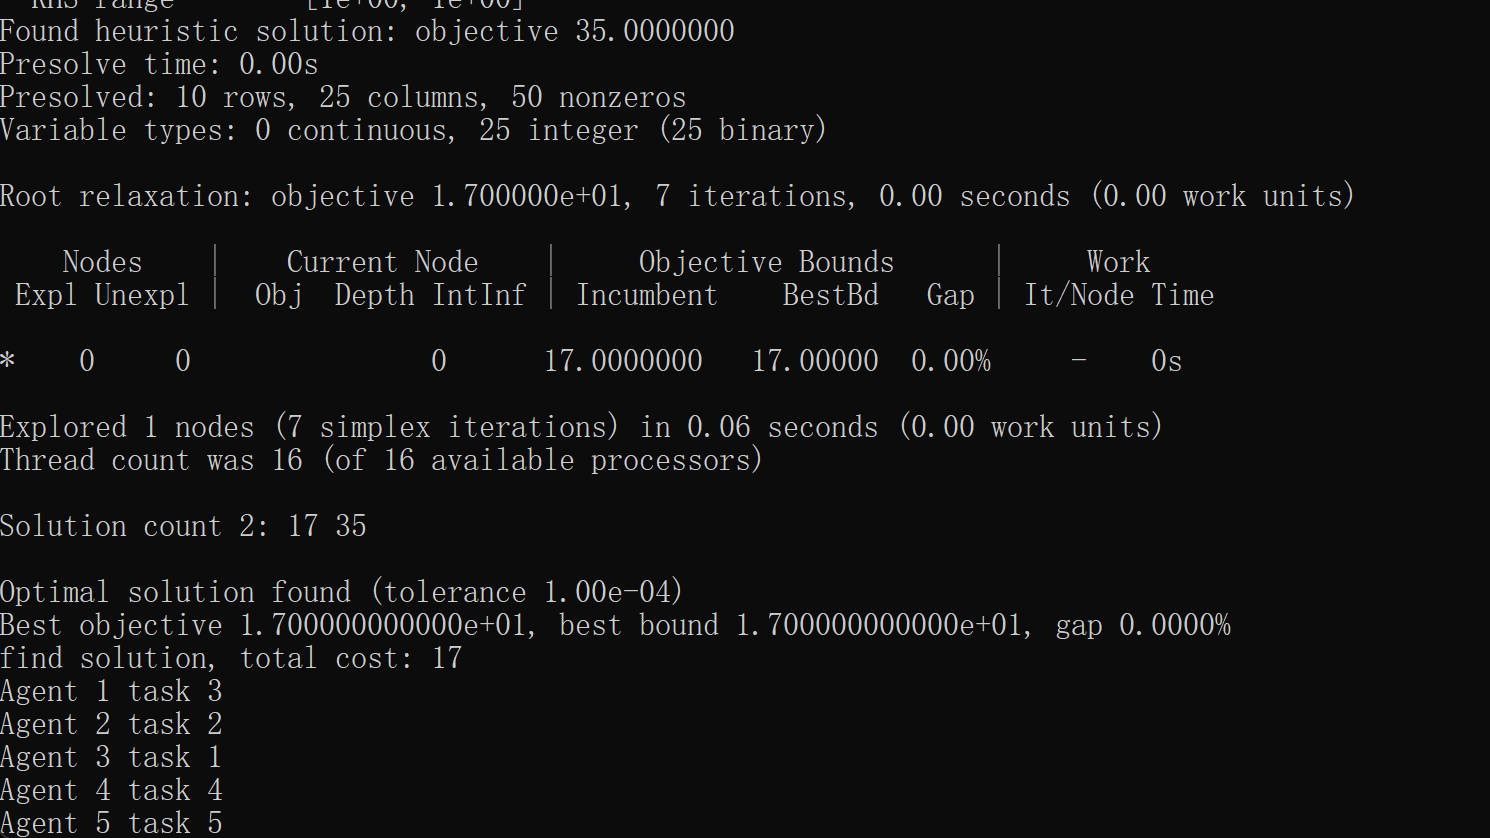 RHS range [1e+00, 1e+00]
Found heuristic solution: objective 35.0000000
Presolve time: 0.00s
Presolved: 10 rows, 25 columns, 50 nonzeros
Variable types: 0 continuous, 25 integer (25 binary)
Root relaxation: objective 1.700000e+01, 7 iterations, 0.00 seconds (0.00 work units)
Nodes | Current Node | Objective Bounds | Work
Expl Unexpl | Obj Depth IntInf | Incumbent BestBd Gap | It/Node Time
* 0 0 0 17.0000000 17.00000 0.00% - 0s
Explored 1 nodes (7 simplex iterations) in 0.06 seconds (0.00 work units)
Thread count was 16 (of 16 available processors)
Solution count 2: 17 35
Optimal solution found (tolerance 1.00e-04)
Best objective 1.700000000000e+01, best bound 1.700000000000e+01, gap 0.0000%
find solution, total cost: 17
Agent 1 task 3
Agent 2 task 2
Agent 3 task 1
Agent 4 task 4
Agent 5 task 5